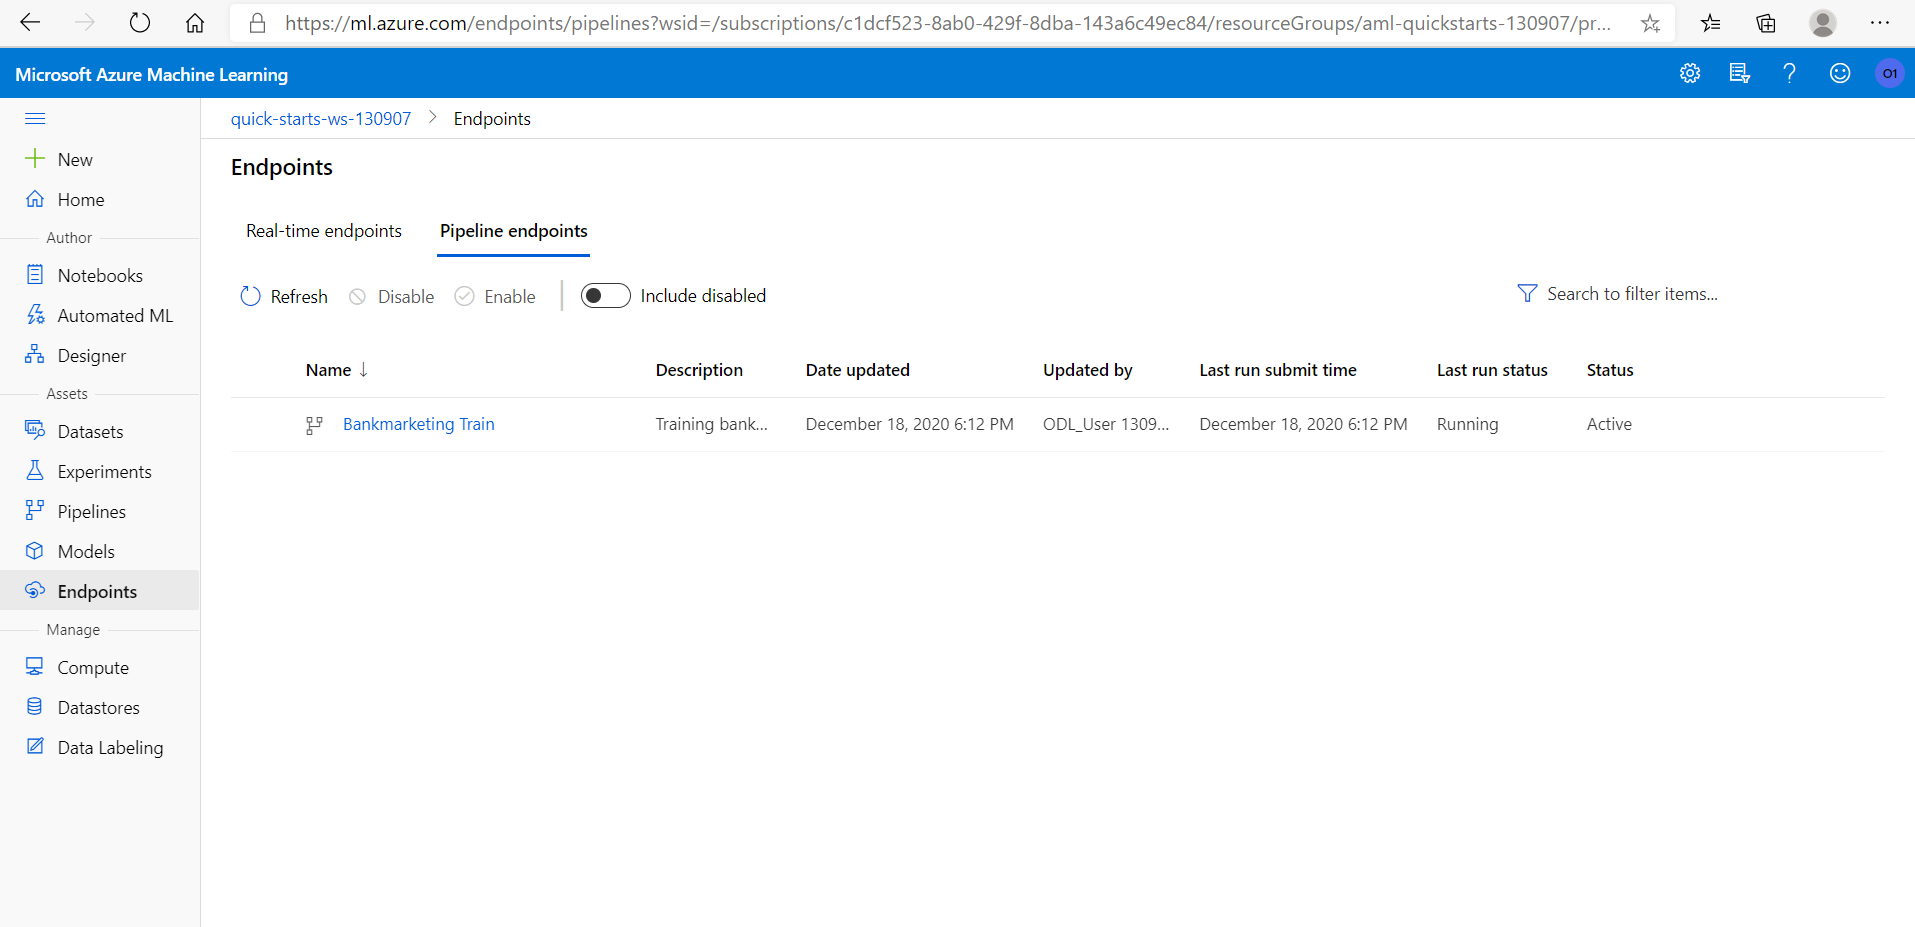 https://ml.azure.com/endpoints/pipelines?wsid=/subscriptions/c1dcf523-8ab0-429f-8dba-143a6c49ec84/resourceGroups/aml-quickstarts-130907/pr...
Microsoft Azure Machine Learning
O1
quick-starts-ws-130907 > Endpoints
New
Home
Author
Notebooks
Automated ML
Designer
Assets
Datasets
Experiments
Pipelines
Models
Endpoints
Manage
Compute
Datastores
Data Labeling
Endpoints
Real-time endpoints Pipeline endpoints
Refresh Disable Enable Include disabled Search to filter items...
Name ↓ Description Date updated Updated by Last run submit time Last run status Status
Bankmarketing Train Training bank... December 18, 2020 6:12 PM ODL_User 1309... December 18, 2020 6:12 PM Running Active